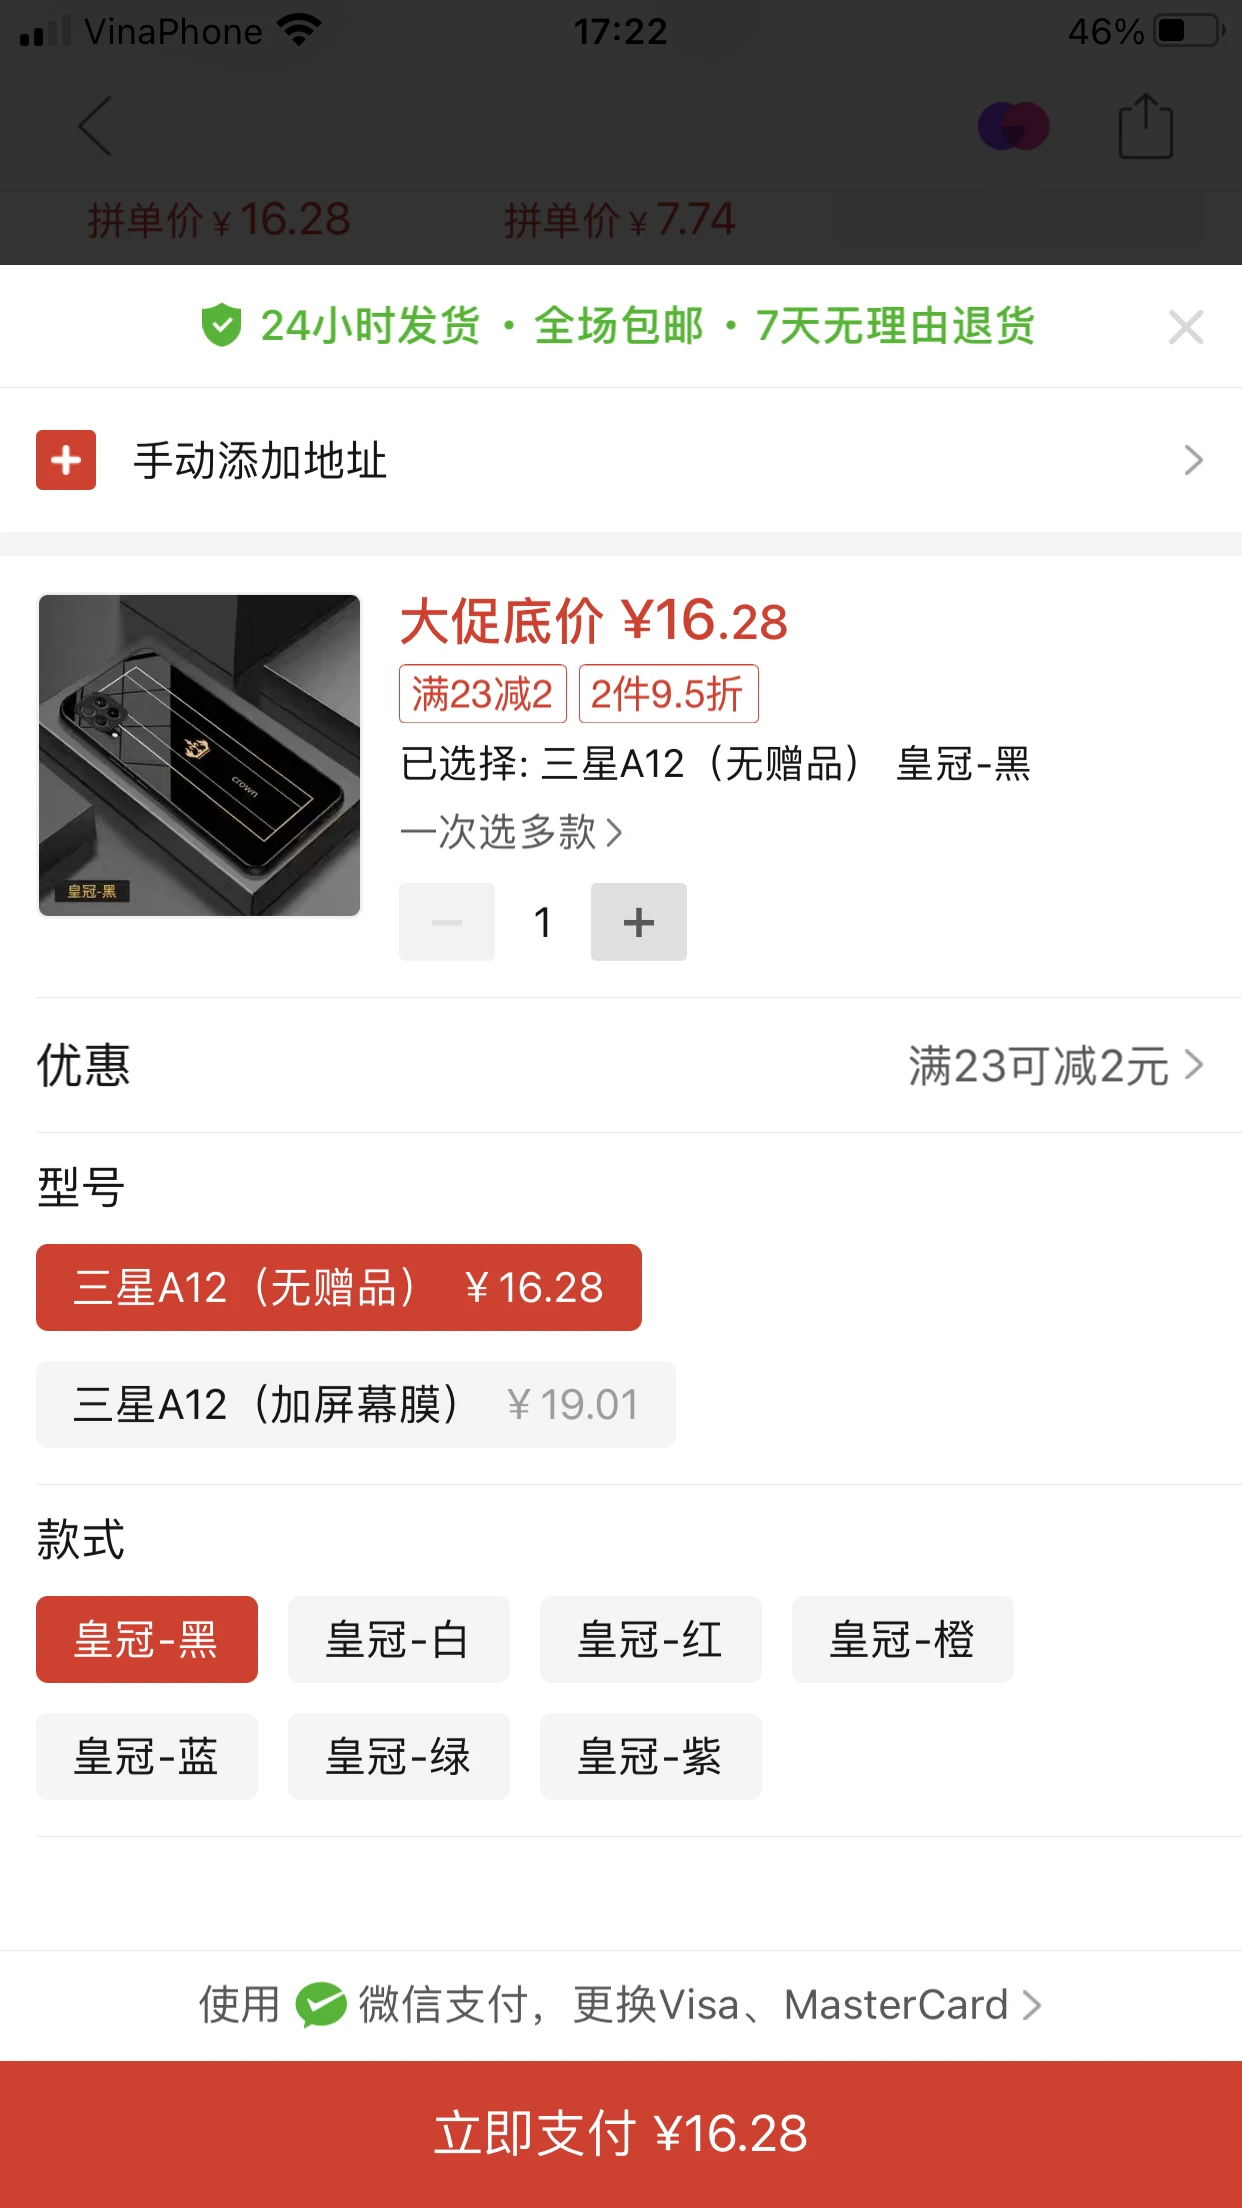 VinaPhone 17:22 46%
拼单价 ¥ 16.28 拼单价 ¥ 7.74
24小时发货 · 全场包邮 · 7天无理由退货
手动添加地址
大促底价 ¥16.28
满23减2 2件9.5折
已选择: 三星A12（无赠品） 皇冠-黑
一次选多款
crown
皇冠-黑
1
优惠 满23可减2元
型号
三星A12（无赠品） ¥ 16.28
三星A12（加屏幕膜） ¥ 19.01
款式
皇冠-黑 皇冠-白 皇冠-红 皇冠-橙
皇冠-蓝 皇冠-绿 皇冠-紫
使用 微信支付，更换Visa、MasterCard
立即支付 ¥16.28